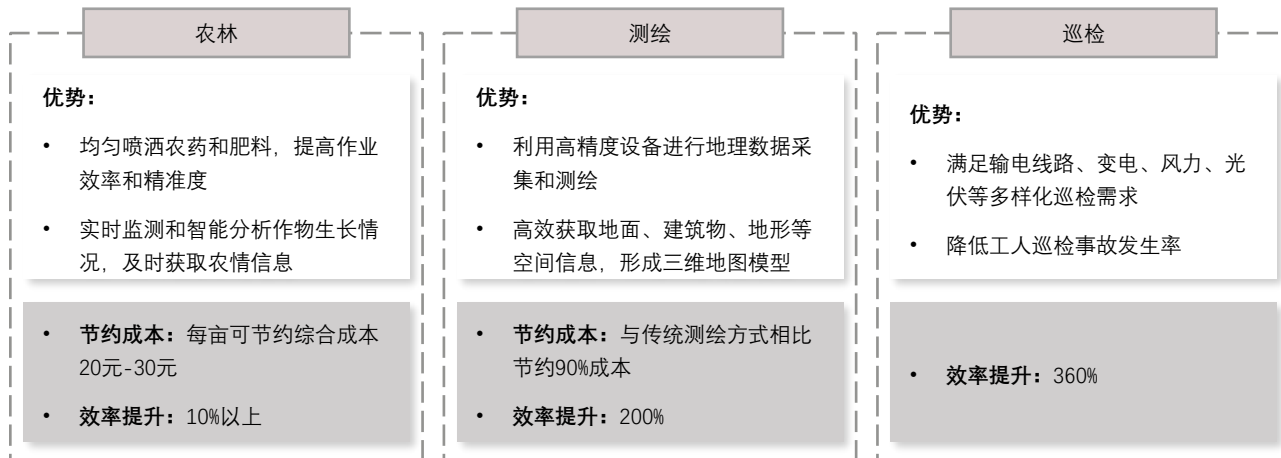 农林
优势：
• 均匀喷洒农药和肥料，提高作业
效率和精准度
• 实时监测和智能分析作物生长情
况，及时获取农情信息
• 节约成本：每亩可节约综合成本
20元-30元
• 效率提升：10%以上
测绘
优势：
• 利用高精度设备进行地理数据采
集和测绘
• 高效获取地面、建筑物、地形等
空间信息，形成三维地图模型
• 节约成本：与传统测绘方式相比
节约90%成本
• 效率提升：200%
巡检
优势：
• 满足输电线路、变电、风力、光
伏等多样化巡检需求
• 降低工人巡检事故发生率
• 效率提升：360%